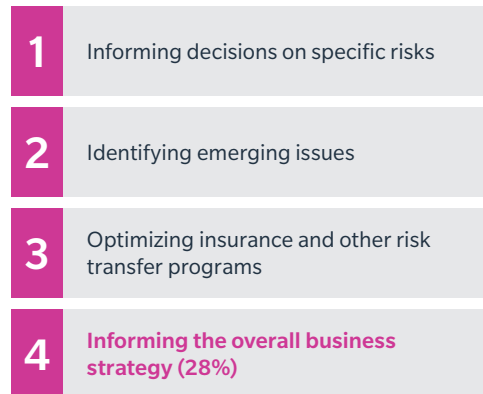 1
Informing decisions on specific risks
2
Identifying emerging issues
3
Optimizing insurance and other risk
transfer programs
4
Informing the overall business
strategy (28%)